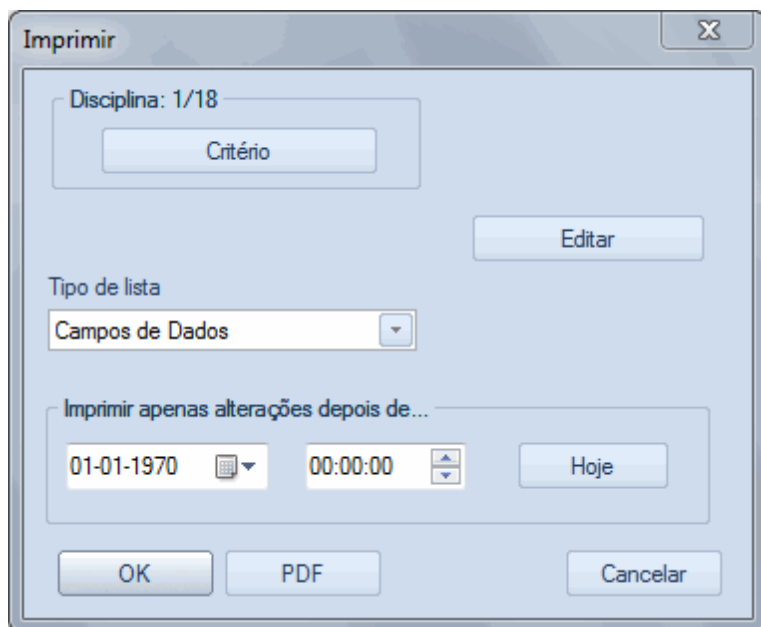 Imprimir
Disciplina: 1/18
Critério
Editar
Tipo de lista
Campos de Dados
Imprimir apenas alterações depois de...
01-01-1970 00:00:00 Hoje
OK PDF Cancelar